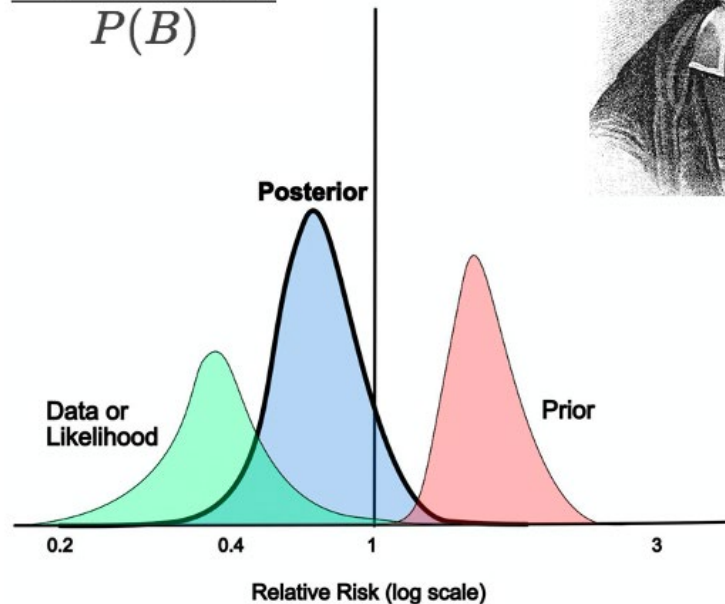 P(B)
Posterior
Data or
Likelihood
Prior
0.2 0.4 1 3
Relative Risk (log scale)